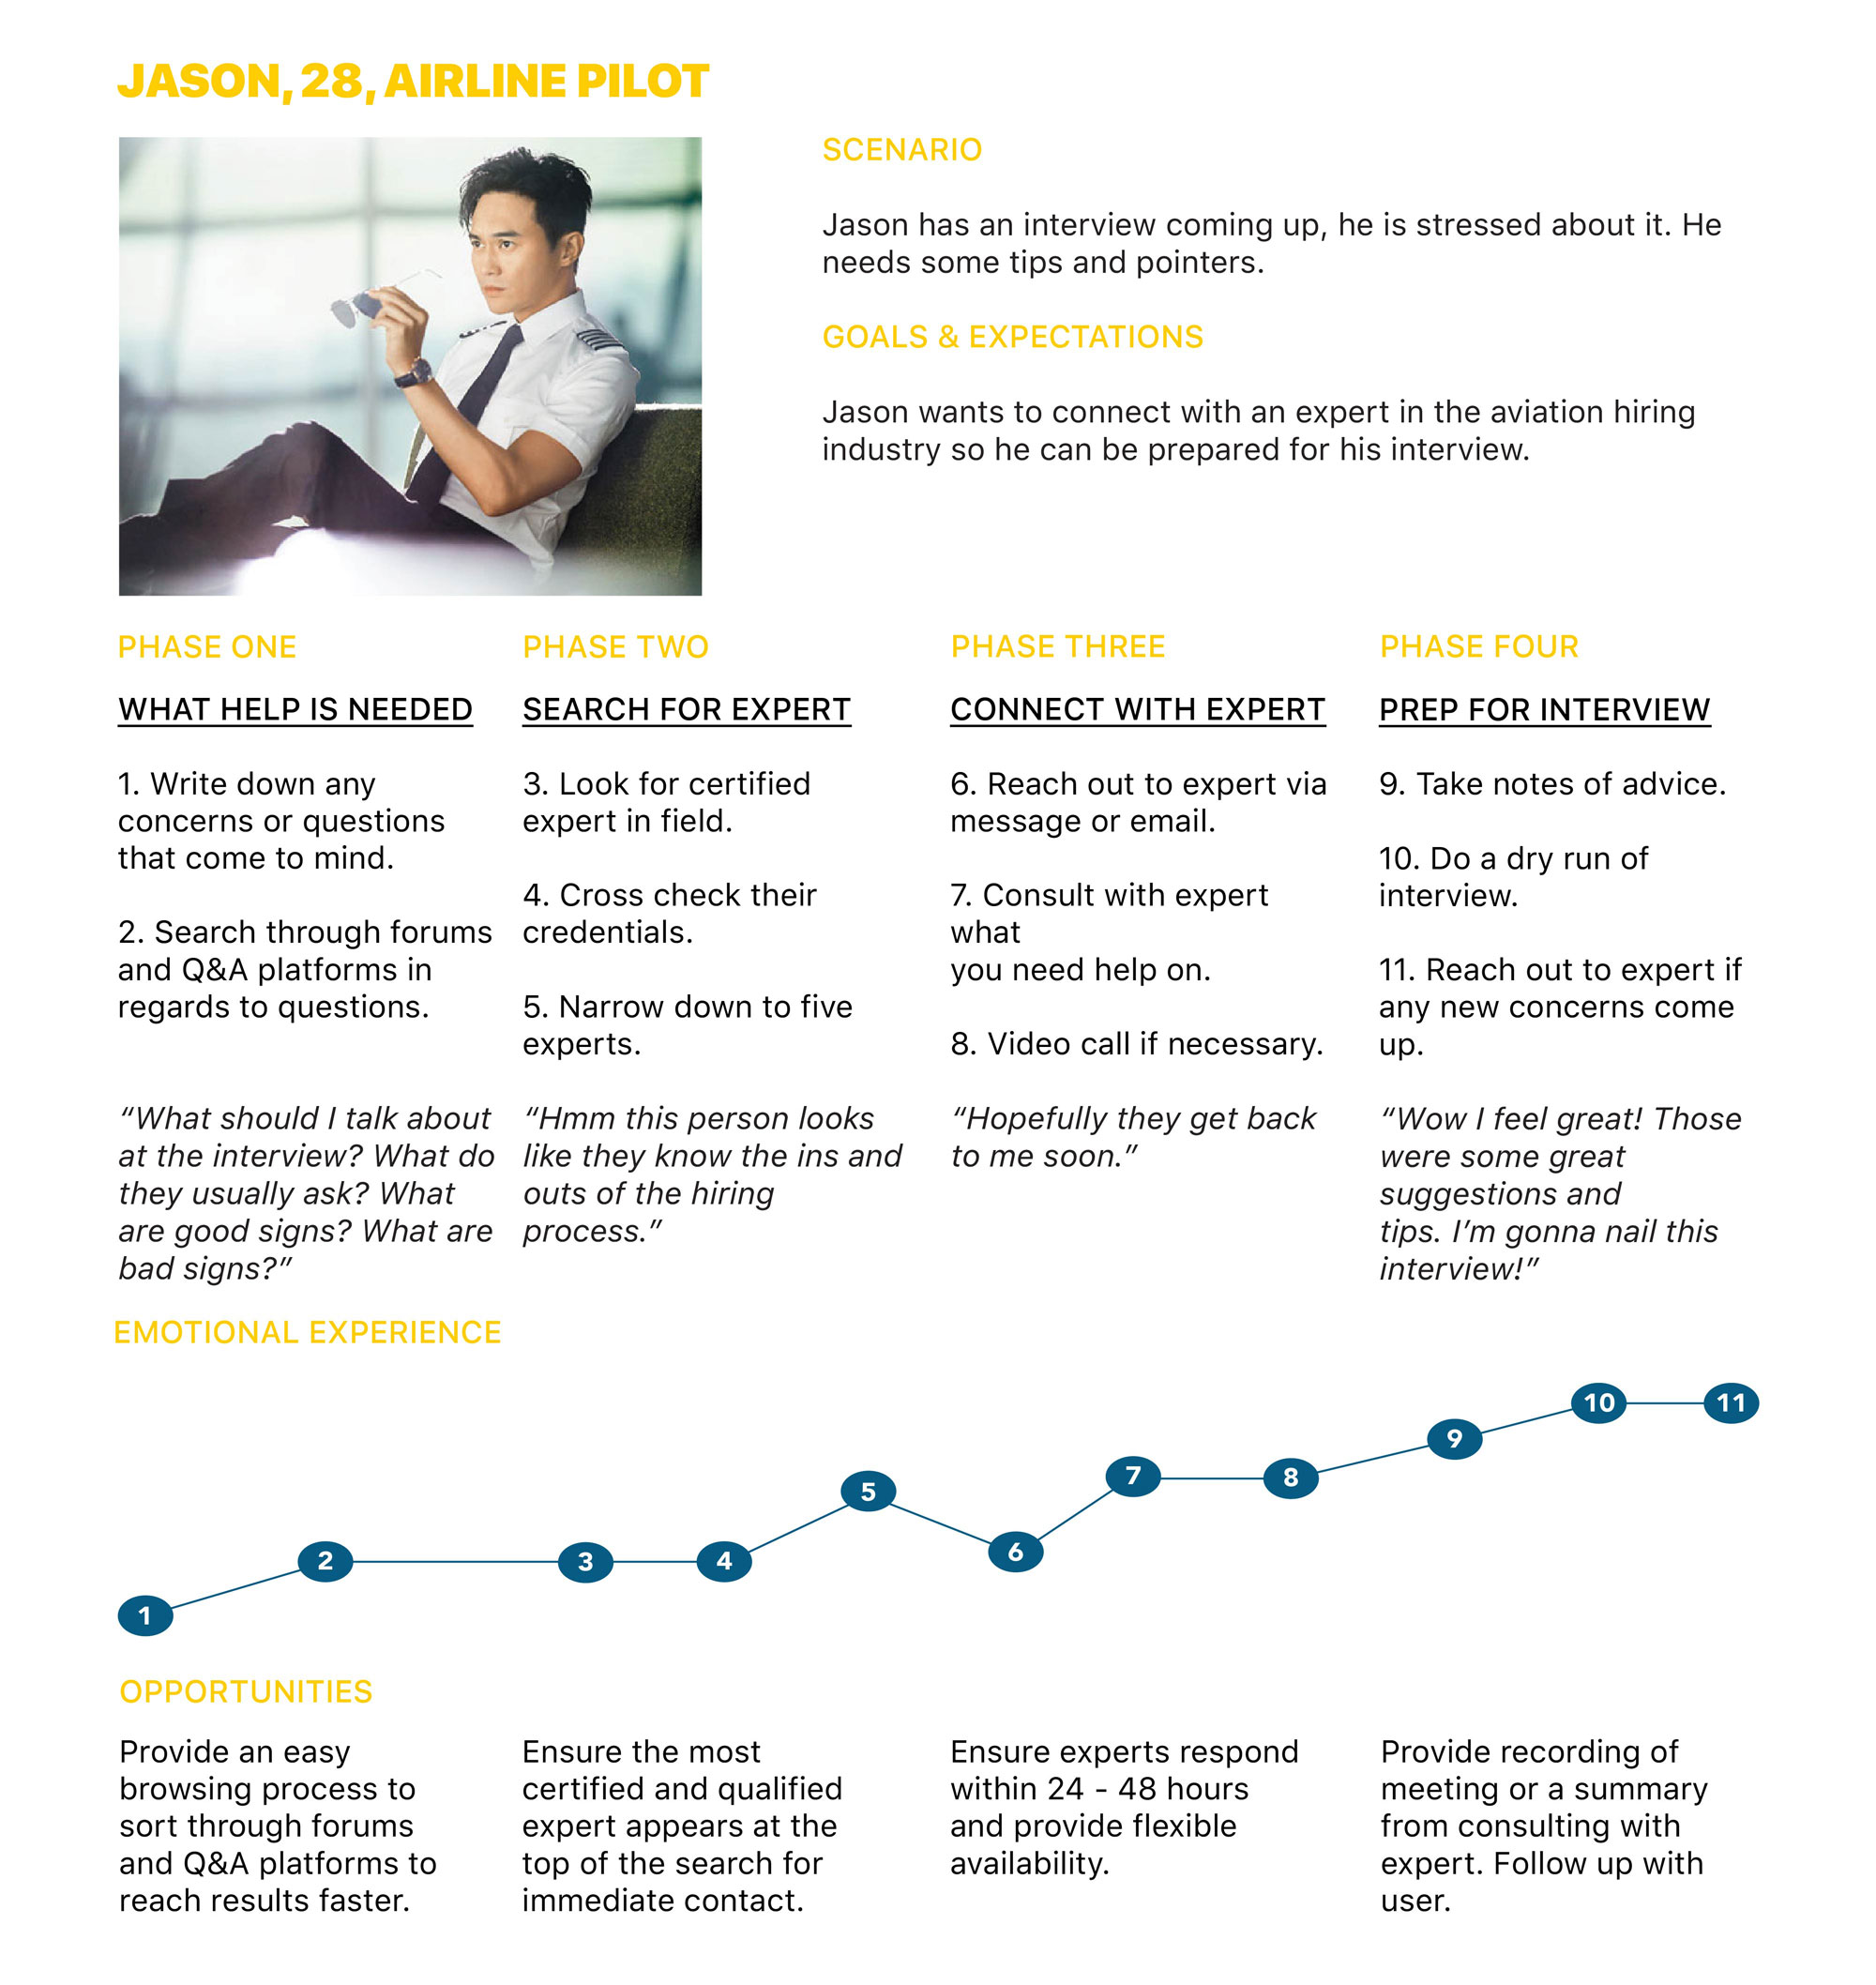 JASON, 28, AIRLINE PILOT
SCENARIO
Jason has an interview coming up, he is stressed about it. He
needs some tips and pointers.
GOALS & EXPECTATIONS
Jason wants to connect with an expert in the aviation hiring
industry so he can be prepared for his interview.
PHASE ONE
WHAT HELP IS NEEDED
1. Write down any
concerns or questions
that come to mind.
2. Search through forums
and Q&A platforms in
regards to questions.
“What should I talk about
at the interview? What do
they usually ask? What
are good signs? What are
bad signs?”
PHASE TWO
SEARCH FOR EXPERT
3. Look for certified
expert in field.
4. Cross check their
credentials.
5. Narrow down to five
experts.
“Hmm this person looks
like they know the ins and
outs of the hiring
process.”
PHASE THREE
CONNECT WITH EXPERT
6. Reach out to expert via
message or email.
7. Consult with expert
what
you need help on.
8. Video call if necessary.
“Hopefully they get back
to me soon.”
PHASE FOUR
PREP FOR INTERVIEW
9. Take notes of advice.
10. Do a dry run of
interview.
11. Reach out to expert if
any new concerns come
up.
“Wow I feel great! Those
were some great
suggestions and
tips. I’m gonna nail this
interview!”
EMOTIONAL EXPERIENCE
1
2
3
4
5
6
7
8
9
10
11
OPPORTUNITIES
Provide an easy
browsing process to
sort through forums
and Q&A platforms to
reach results faster.
Ensure the most
certified and qualified
expert appears at the
top of the search for
immediate contact.
Ensure experts respond
within 24 - 48 hours
and provide flexible
availability.
Provide recording of
meeting or a summary
from consulting with
expert. Follow up with
user.